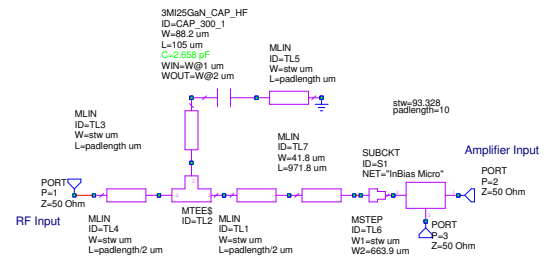 3MI25GaN_CAP_HF
ID=CAP_300_1
W=88.2 um
L=105 um
C=2.658 pF
WIN=W@1 um
WOUT=W@2 um
MLIN
ID=TL5
W=stw um
L=padlength um
stw=93.328
padlength=10
MLIN
ID=TL3
W=stw um
L=padlength um
MLIN
ID=TL7
W=41.8 um
L=971.8 um
SUBCKT
ID=S1
NET="InBias Micro"
Amplifier Input
PORT
P=2
Z=50 Ohm
PORT
P=1
Z=50 Ohm
RF Input
MLIN
ID=TL4
W=stw um
L=padlength/2 um
MTEE$
ID=TL2
MLIN
ID=TL1
W=stw um
L=padlength/2 um
MSTEP
ID=TL6
W1=stw um
W2=663.9 um
PORT
P=3
Z=50 Ohm